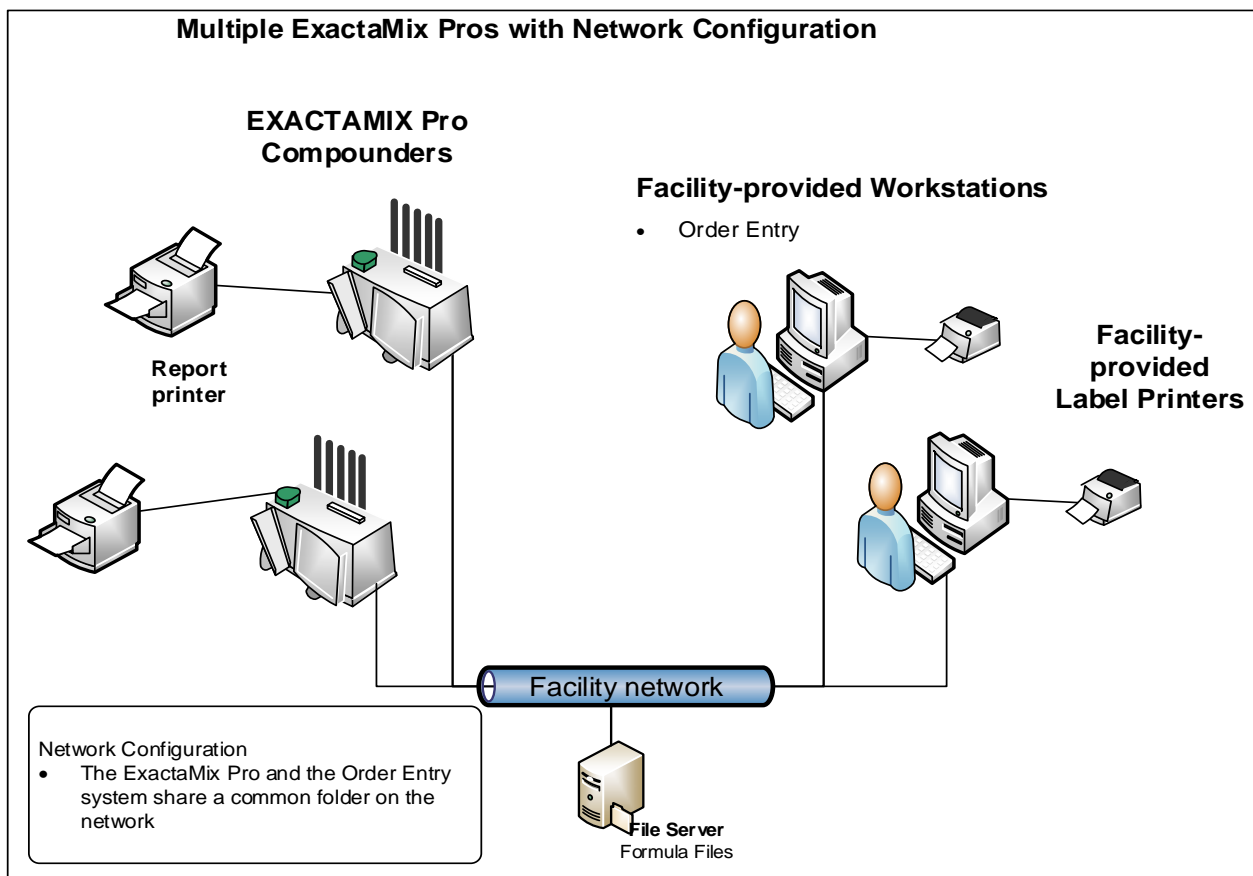 Multiple ExactaMix Pros with Network Configuration
EXACTAMIX Pro
Compounders
Facility-provided Workstations
• Order Entry
Report
printer
Facility-
provided
Label Printers
Facility network
Network Configuration
• The ExactaMix Pro and the Order Entry
system share a common folder on the
network
File Server
Formula Files